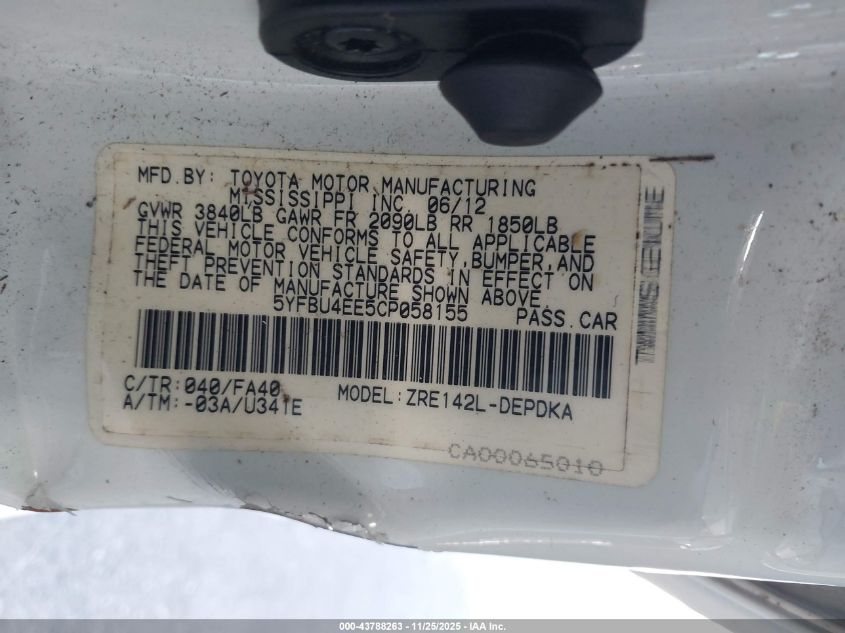 MFD.BY: TOYOTA MOTOR MANUFACTURING
MISSISSIPPI INC. 06/12
GVWR 3840LB GAWR FR 2090LB RR 1850LB
THIS VEHICLE CONFORMS TO ALL APPLICABLE
FEDERAL MOTOR VEHICLE SAFETY,BUMPER,AND
THEFT PREVENTION STANDARDS IN EFFECT ON
THE DATE OF MANUFACTURE SHOWN ABOVE.
5YFBU4EE5CP058155 PASS.CAR
C/TR:040/FA40 MODEL:ZRE142L-DEPDKA
A/TM:-03A/U341E
CA00065010
000-43788263 - 11/25/2025 - IAA Inc.